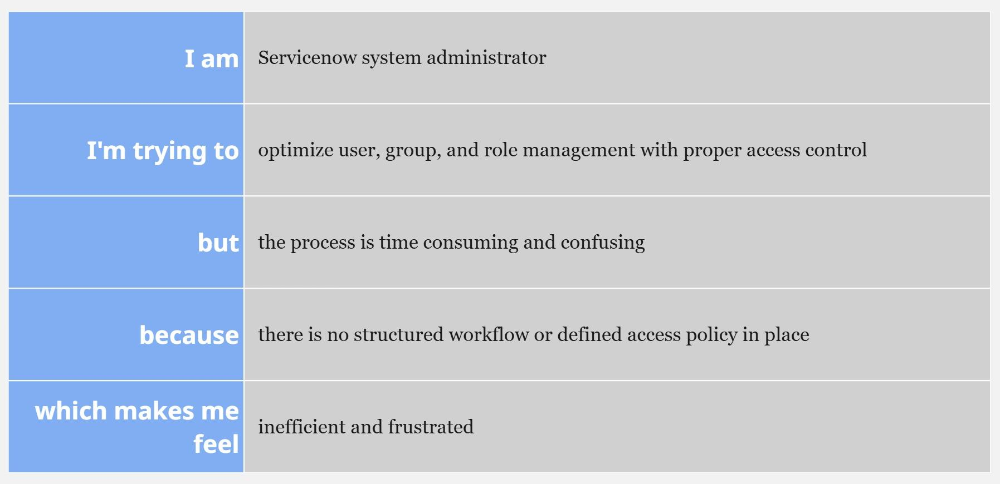 I am
Servicenow system administrator
I'm trying to
optimize user, group, and role management with proper access control
but
the process is time consuming and confusing
because
there is no structured workflow or defined access policy in place
which makes me
feel
inefficient and frustrated